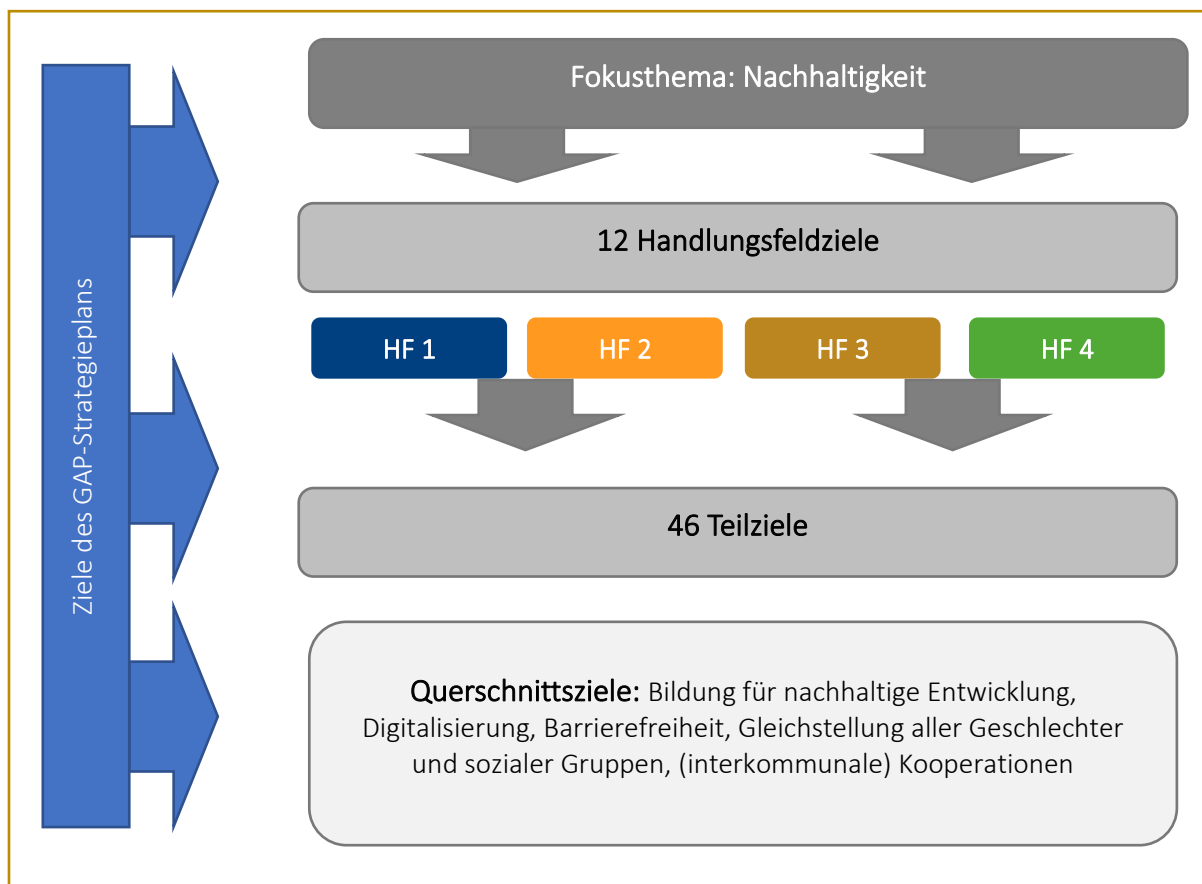 Ziele des GAP-Strategieplans
Fokusthema: Nachhaltigkeit
12 Handlungsfeldziele
HF 1
HF 2
HF 3
HF 4
46 Teilziele
Querschnittsziele: Bildung für nachhaltige Entwicklung,
Digitalisierung, Barrierefreiheit, Gleichstellung aller Geschlechter
und sozialer Gruppen, (interkommunale) Kooperationen